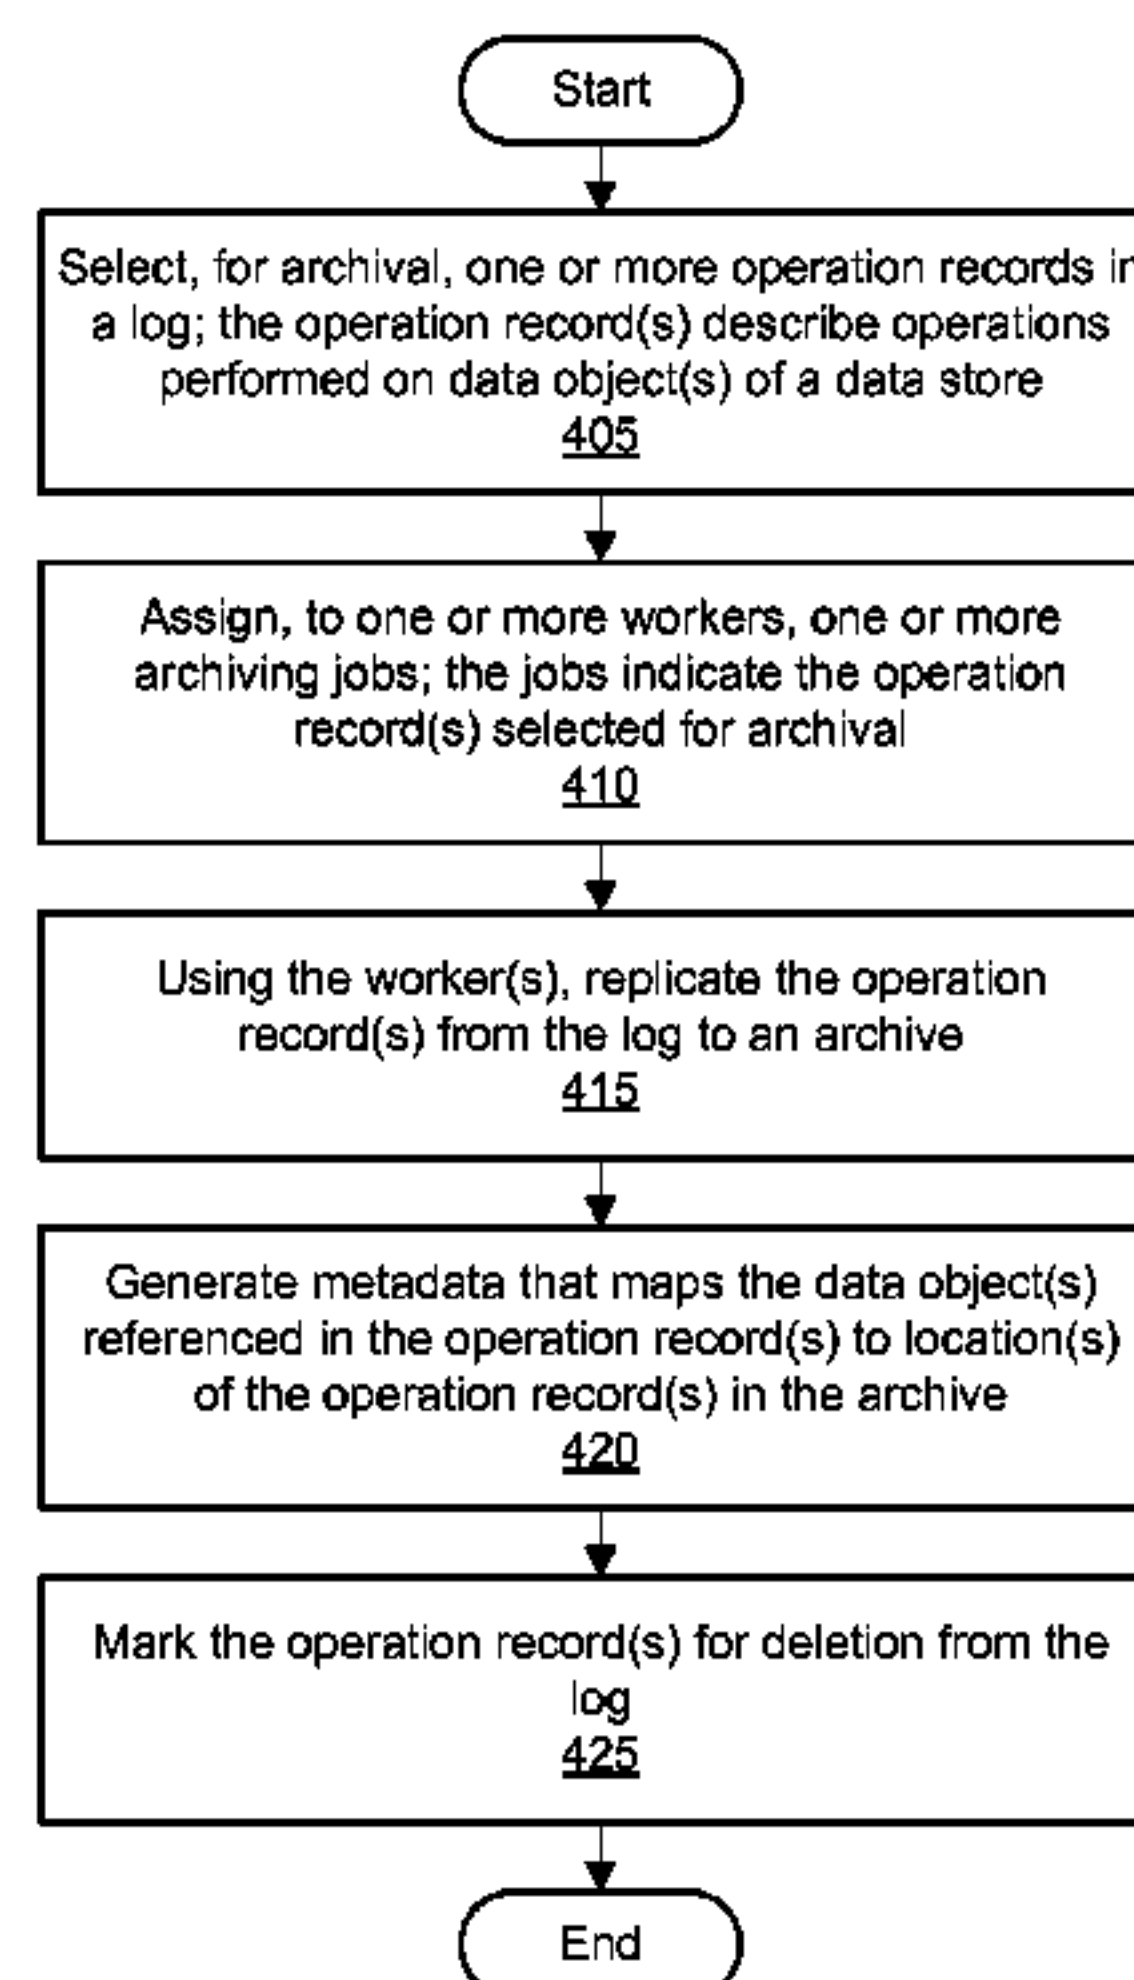 Start
Select, for archival, one or more operation records in
a log; the operation record(s) describe operations
performed on data object(s) of a data store
405
Assign, to one or more workers, one or more
archiving jobs; the jobs indicate the operation
record(s) selected for archival
410
Using the worker(s), replicate the operation
record(s) from the log to an archive
415
Generate metadata that maps the data object(s)
referenced in the operation record(s) to location(s)
of the operation record(s) in the archive
420
Mark the operation record(s) for deletion from the
log
425
End